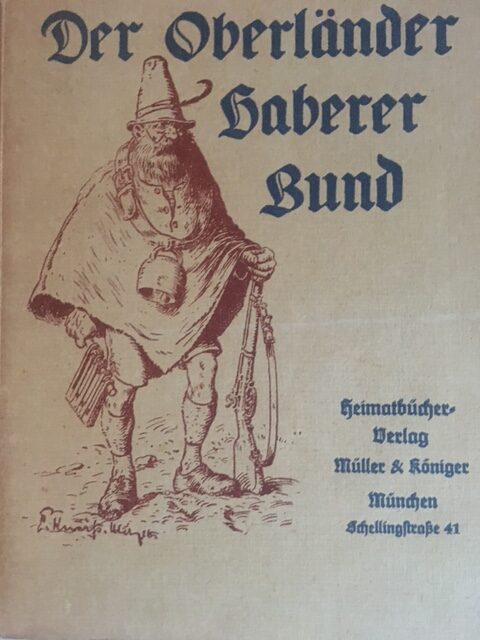 Der Oberländer
Haberer
Bund
Heimatbücher-
Verlag
Müller & Königer
München
Schellingstraße 41